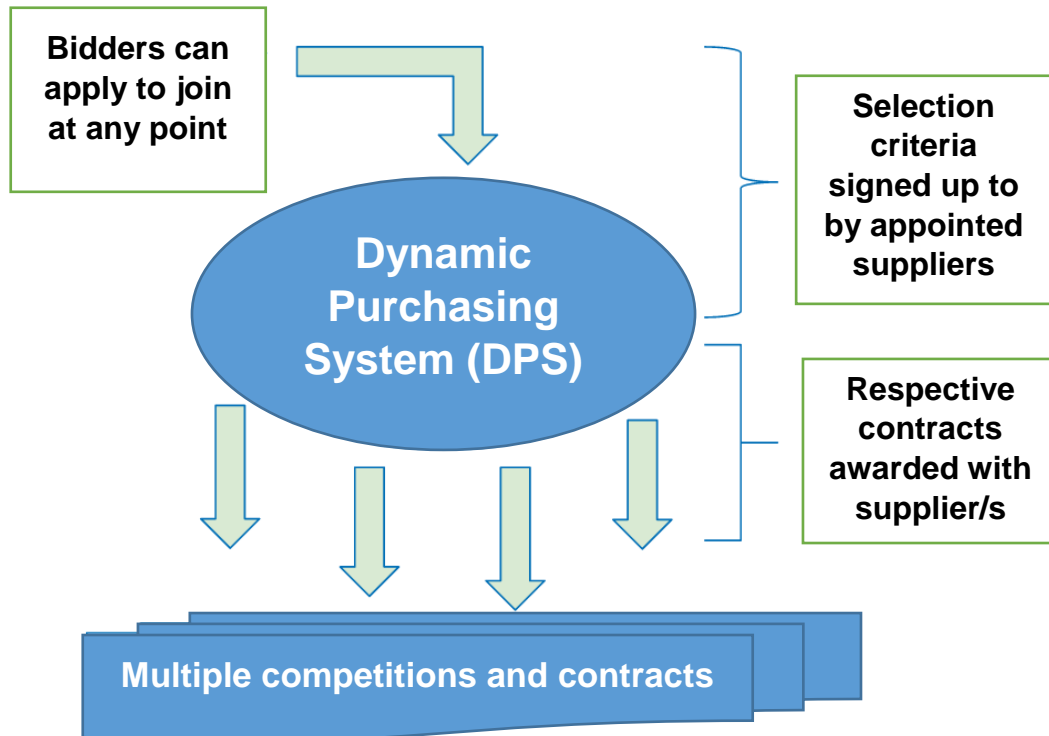 Bidders can
apply to join
at any point
Selection
criteria
signed up to
by appointed
suppliers
Dynamic
Purchasing
System (DPS)
Respective
contracts
awarded with
supplier/s
Multiple competitions and contracts